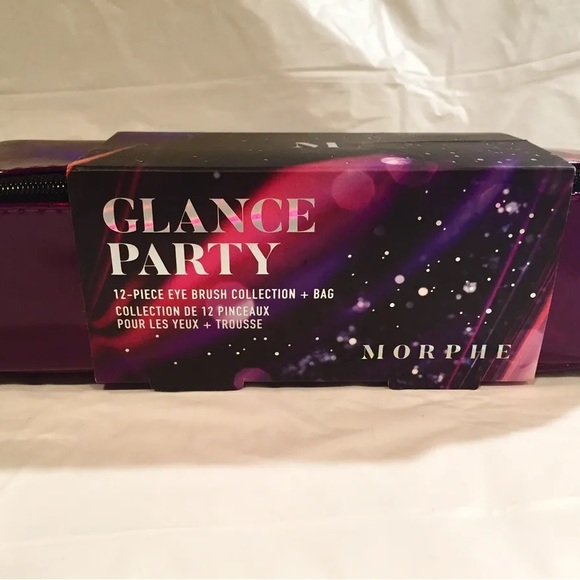 M
GLANCE
PARTY
12-PIECE EYE BRUSH COLLECTION + BAG
COLLECTION DE 12 PINCEAUX
POUR LES YEUX + TROUSSE
MORPHE